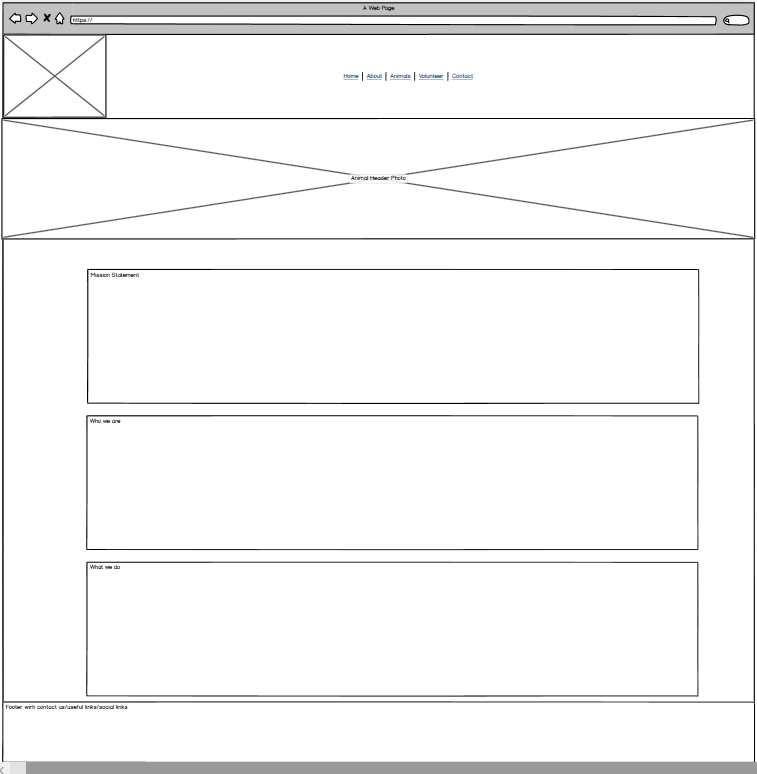 A Web Page
https://
Home | About | Animals | Volunteer | Contact
Animal Header Photo
Mission Statement
Who we are
What we do
Footer wirh contact us/useful links/social links